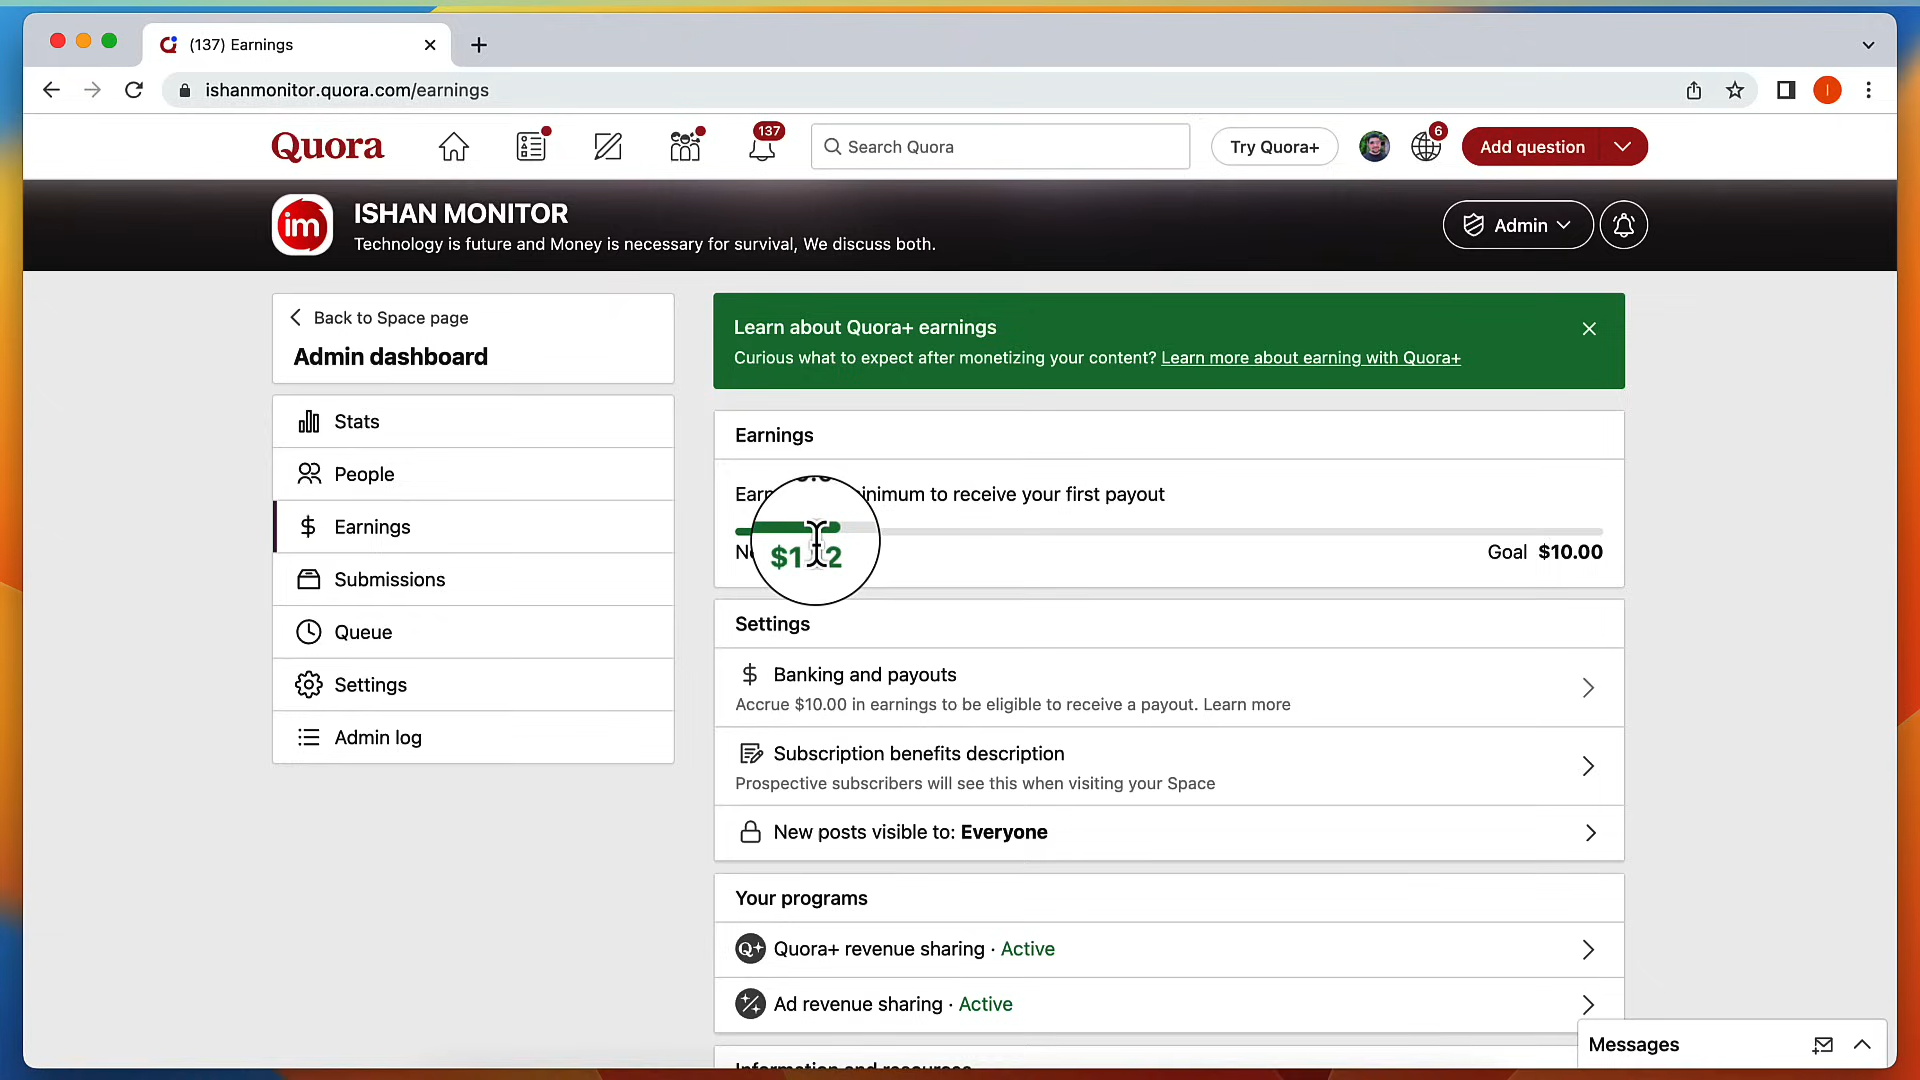 (137) Earnings
ishanmonitor.quora.com/earnings
I
Quora
137
Search Quora
Try Quora+
6
Add question
im
ISHAN MONITOR
Technology is future and Money is necessary for survival, We discuss both.
Admin
Back to Space page
Admin dashboard
Stats
People
Earnings
Submissions
Queue
Settings
Admin log
Learn about Quora+ earnings
Curious what to expect after monetizing your content? Learn more about earning with Quora+
Earnings
to receive your first payout
Goal $10.00
Settings
Banking and payouts
Accrue $10.00 in earnings to be eligible to receive a payout. Learn more
Subscription benefits description
Prospective subscribers will see this when visiting your Space
New posts visible to: Everyone
Your programs
Q+ Quora+ revenue sharing · Active
Ad revenue sharing · Active
Information and resources
Messages